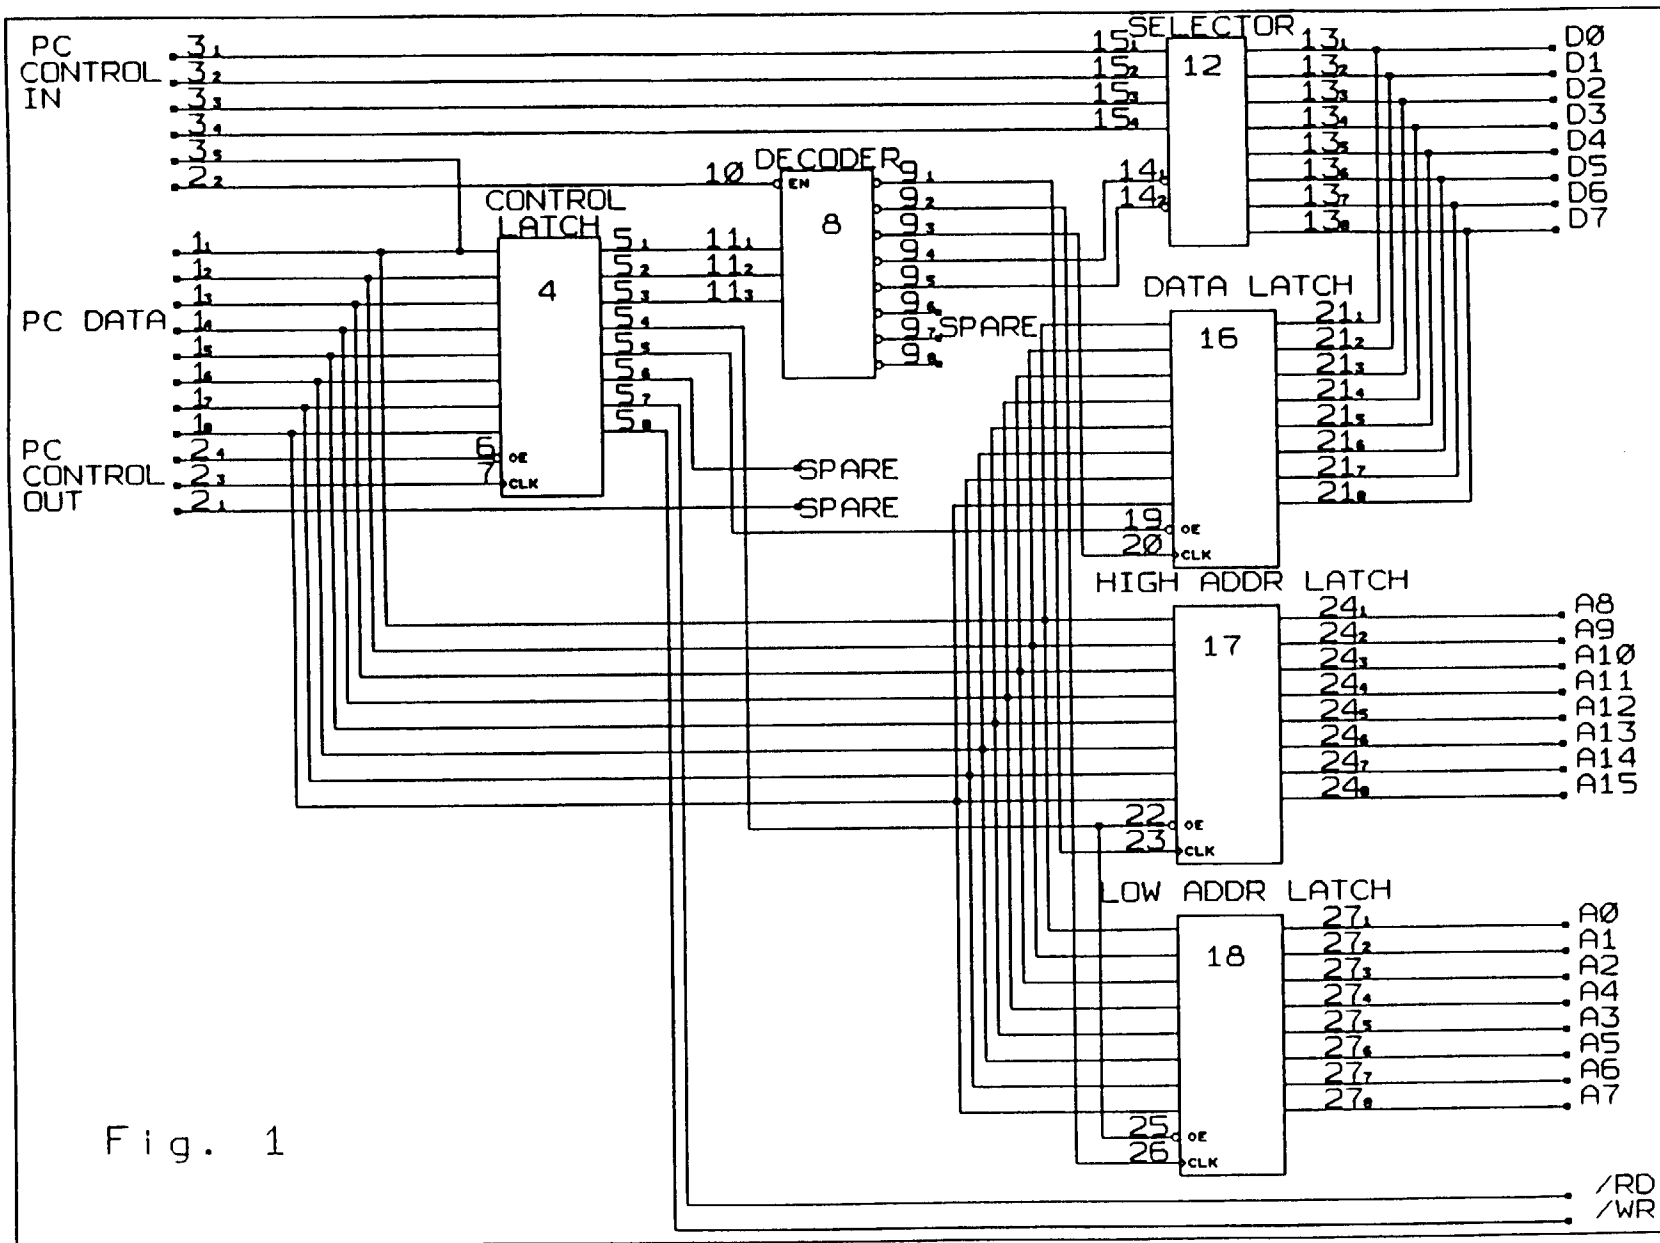 PC
CONTROL
IN
3₁
3₂
3₃
3₄
3₅
2₂
PC DATA
1₁
1₂
1₃
1₄
1₅
1₆
1₇
1₈
PC
CONTROL
OUT
2₄
2₃
2₁
CONTROL
LATCH
4
6 OE
7 CLK
5₁
5₂
5₃
5₄
5₅
5₆
5₇
5₈
SPARE
SPARE
DECODER
8
10 EN
11₁
11₂
11₃
9₁
9₂
9₃
9₄
9₅
9₆
9₇ SPARE
9₈
SELECTOR
12
15₁
15₂
15₃
15₄
14₁
14₂
13₁ DØ
13₂ D1
13₃ D2
13₄ D3
13₅ D4
13₆ D5
13₇ D6
13₈ D7
DATA LATCH
16
21₁
21₂
21₃
21₄
21₅
21₆
21₇
21₈
19 OE
2Ø CLK
HIGH ADDR LATCH
17
24₁ A8
24₂ A9
24₃ A1Ø
24₄ A11
24₅ A12
24₆ A13
24₇ A14
24₈ A15
22 OE
23 CLK
LOW ADDR LATCH
18
27₁ AØ
27₂ A1
27₃ A2
27₄ A4
27₅ A3
27₆ A5
27₇ A6
27₈ A7
25 OE
26 CLK
/RD
/WR
Fig. 1